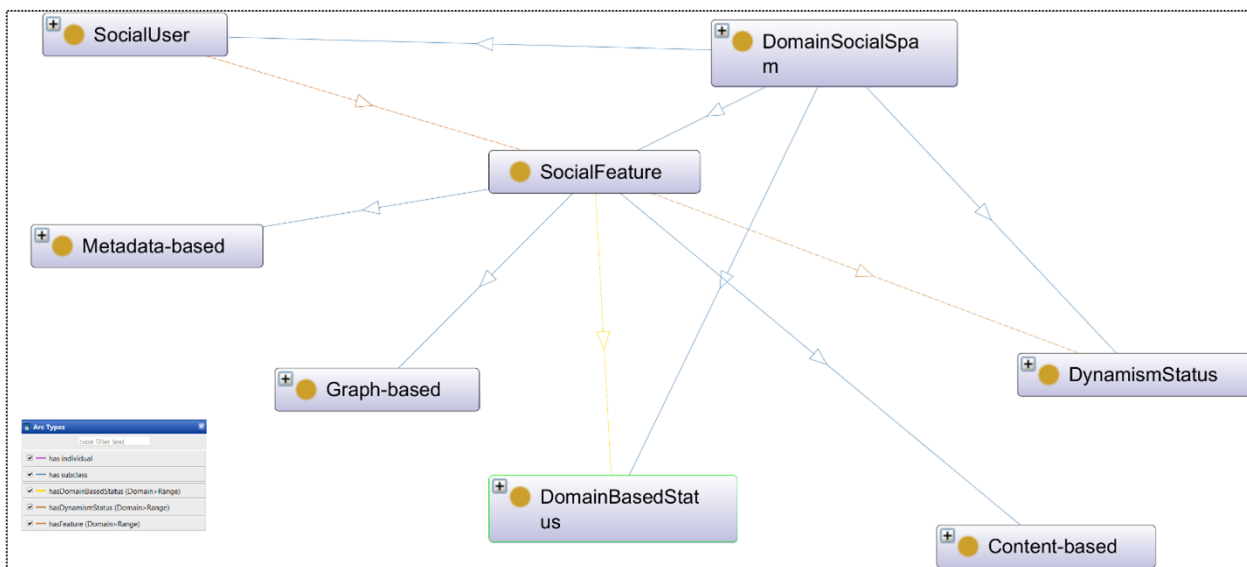 SocialUser
DomainSocialSpa
m
SocialFeature
Metadata-based
Graph-based
DynamismStatus
DomainBasedStat
us
Content-based
Arc Types
type filter text
has individual
has subclass
hasDomainBasedStatus (Domain>Range)
hasDynamismStatus (Domain>Range)
hasFeature (Domain>Range)